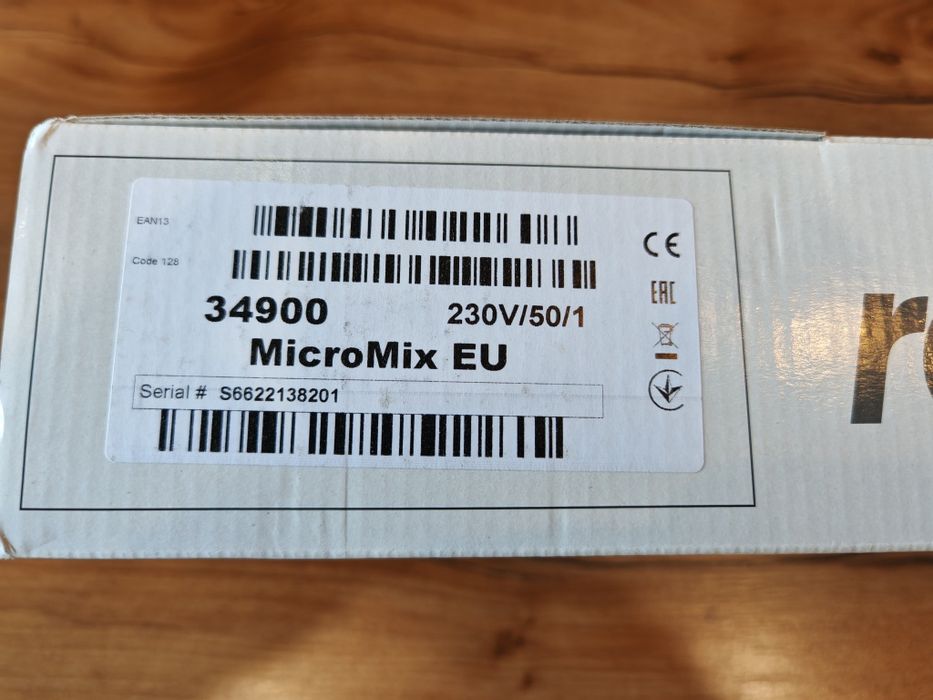 EAN13
Code 128
34900 230V/50/1
MicroMix EU
Serial # S6622138201
CE
EAC